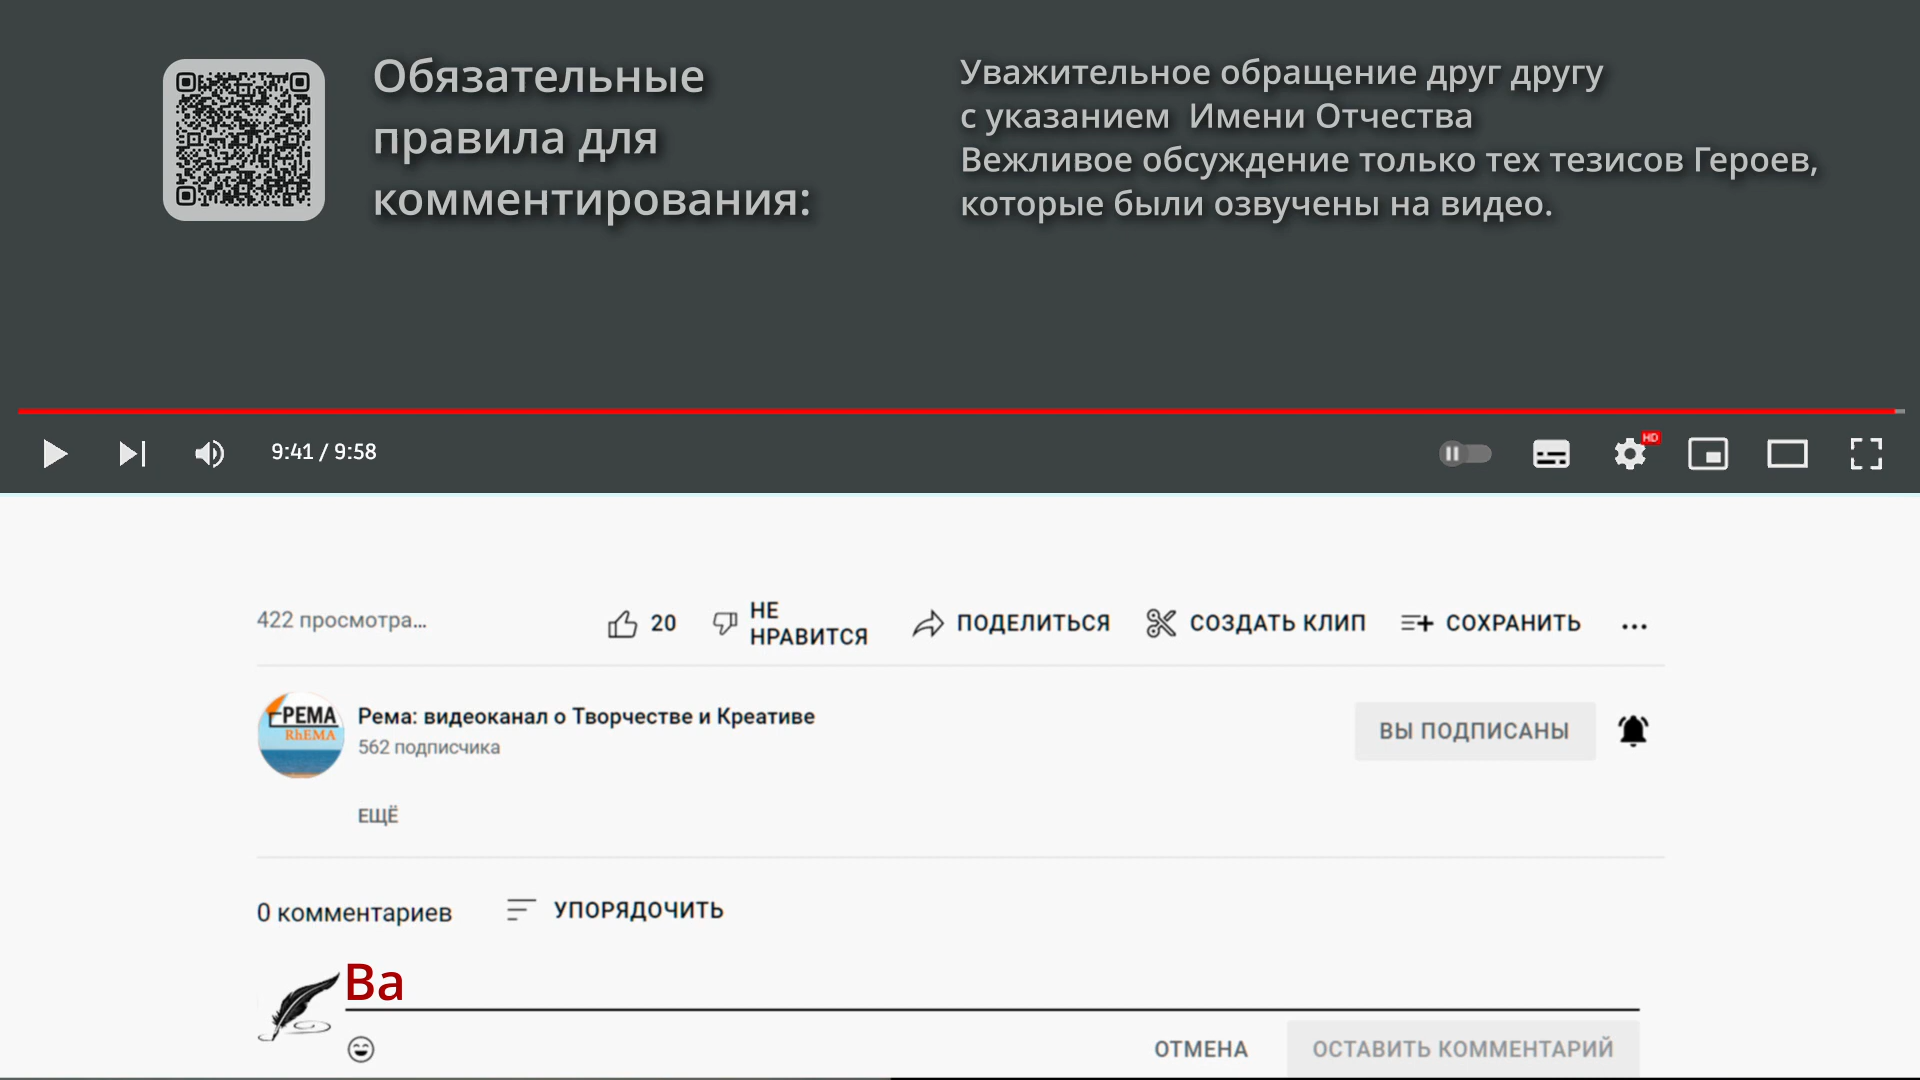 Обязательные
правила для
комментирования:
Уважительное обращение друг другу
с указанием Имени Отчества
Вежливое обсуждение только тех тезисов Героев,
которые были озвучены на видео.
9:41 / 9:58
HD
422 просмотра...
20
НЕ
НРАВИТСЯ
ПОДЕЛИТЬСЯ
СОЗДАТЬ КЛИП
СОХРАНИТЬ
РЕМА
RhEMA
Рема: видеоканал о Творчестве и Креативе
562 подписчика
ВЫ ПОДПИСАНЫ
ЕЩЁ
0 комментариев
УПОРЯДОЧИТЬ
Ва
ОТМЕНА
ОСТАВИТЬ КОММЕНТАРИЙ